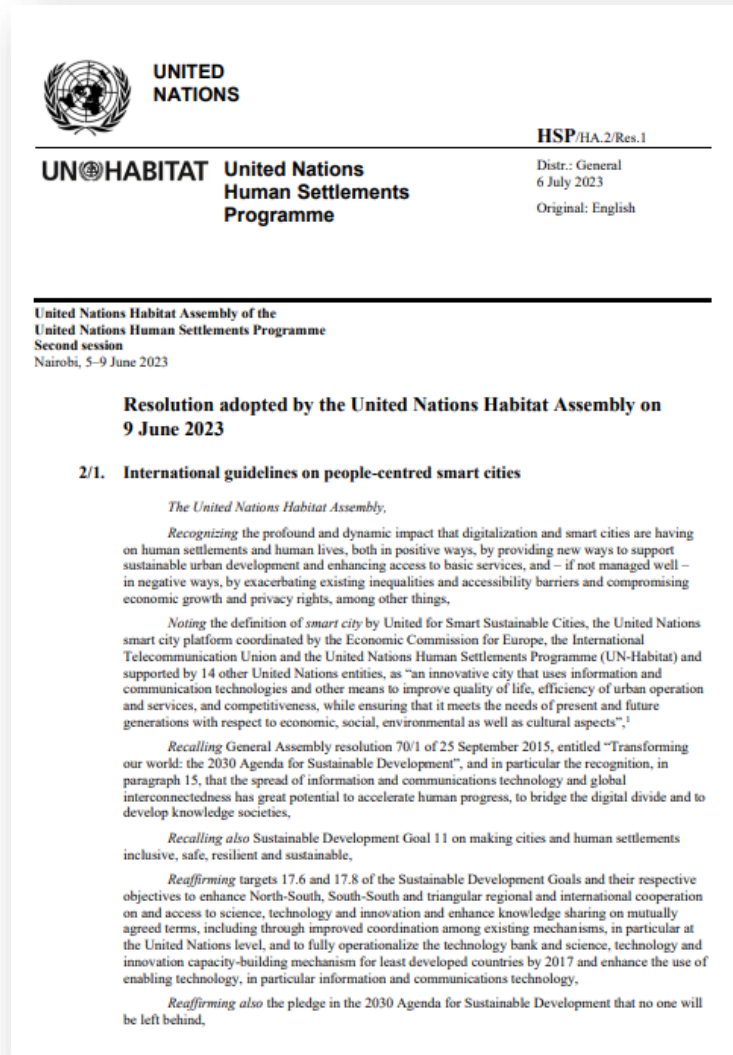 UNITED
NATIONS
HSP/HA.2/Res.1
UN HABITAT
United Nations
Human Settlements
Programme
Distr.: General
6 July 2023
Original: English
United Nations Habitat Assembly of the
United Nations Human Settlements Programme
Second session
Nairobi, 5–9 June 2023
Resolution adopted by the United Nations Habitat Assembly on
9 June 2023
2/1. International guidelines on people-centred smart cities
The United Nations Habitat Assembly,
Recognizing the profound and dynamic impact that digitalization and smart cities are having
on human settlements and human lives, both in positive ways, by providing new ways to support
sustainable urban development and enhancing access to basic services, and – if not managed well –
in negative ways, by exacerbating existing inequalities and accessibility barriers and compromising
economic growth and privacy rights, among other things,
Noting the definition of smart city by United for Smart Sustainable Cities, the United Nations
smart city platform coordinated by the Economic Commission for Europe, the International
Telecommunication Union and the United Nations Human Settlements Programme (UN-Habitat) and
supported by 14 other United Nations entities, as “an innovative city that uses information and
communication technologies and other means to improve quality of life, efficiency of urban operation
and services, and competitiveness, while ensuring that it meets the needs of present and future
generations with respect to economic, social, environmental as well as cultural aspects”,1
Recalling General Assembly resolution 70/1 of 25 September 2015, entitled “Transforming
our world: the 2030 Agenda for Sustainable Development”, and in particular the recognition, in
paragraph 15, that the spread of information and communications technology and global
interconnectedness has great potential to accelerate human progress, to bridge the digital divide and to
develop knowledge societies,
Recalling also Sustainable Development Goal 11 on making cities and human settlements
inclusive, safe, resilient and sustainable,
Reaffirming targets 17.6 and 17.8 of the Sustainable Development Goals and their respective
objectives to enhance North-South, South-South and triangular regional and international cooperation
on and access to science, technology and innovation and enhance knowledge sharing on mutually
agreed terms, including through improved coordination among existing mechanisms, in particular at
the United Nations level, and to fully operationalize the technology bank and science, technology and
innovation capacity-building mechanism for least developed countries by 2017 and enhance the use of
enabling technology, in particular information and communications technology,
Reaffirming also the pledge in the 2030 Agenda for Sustainable Development that no one will
be left behind,